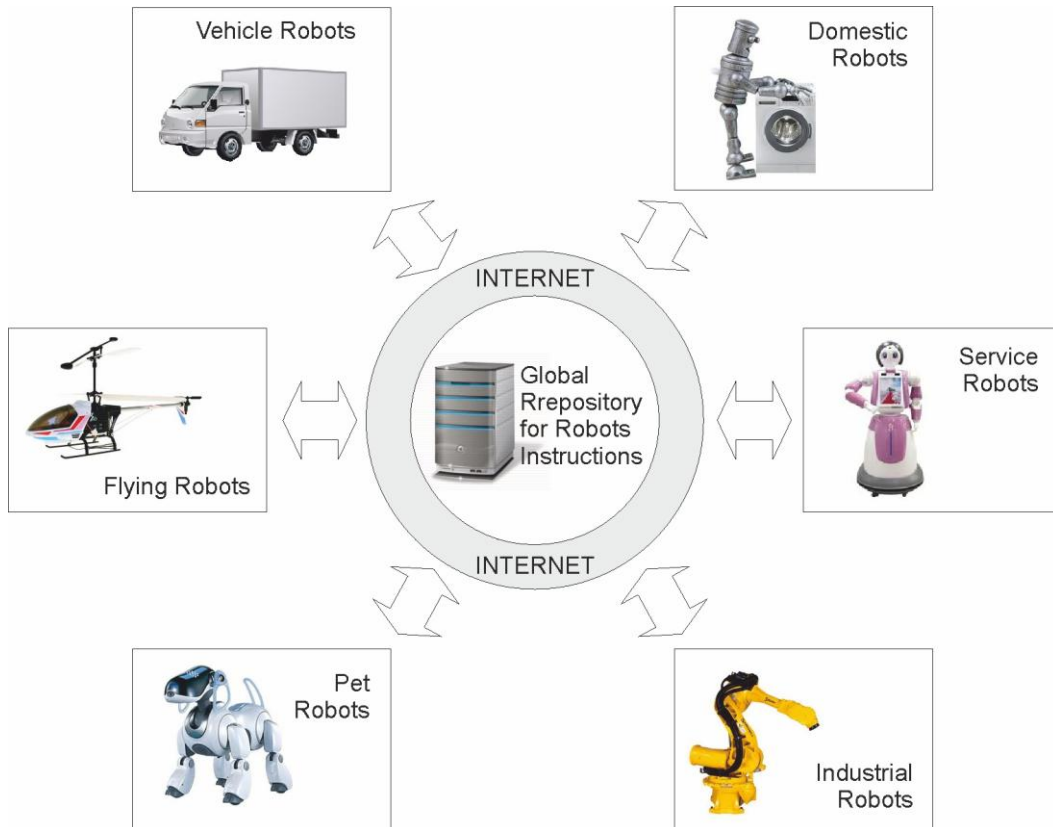 Vehicle Robots
Domestic
Robots
INTERNET
Global
Rrepository
for Robots
Instructions
Service
Robots
Flying Robots
INTERNET
Pet
Robots
Industrial
Robots